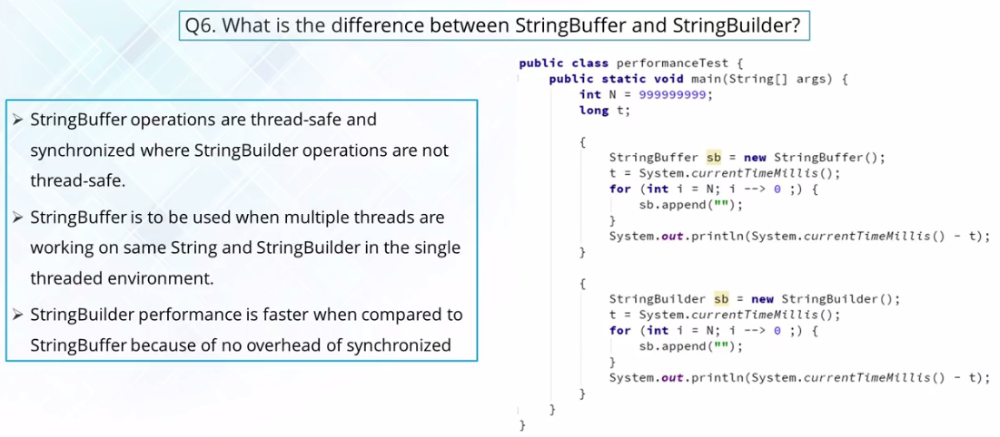 Q6. What is the difference between StringBuffer and StringBuilder?
➢ StringBuffer operations are thread-safe and
synchronized where StringBuilder operations are not
thread-safe.
➢ StringBuffer is to be used when multiple threads are
working on same String and StringBuilder in the single
threaded environment.
➢ StringBuilder performance is faster when compared to
StringBuffer because of no overhead of synchronized
public class performanceTest {
    public static void main(String[] args) {
        int N = 999999999;
        long t;

        {
            StringBuffer sb = new StringBuffer();
            t = System.currentTimeMillis();
            for (int i = N; i --> 0 ;) {
                sb.append("");
            }
            System.out.println(System.currentTimeMillis() - t);
        }

        {
            StringBuilder sb = new StringBuilder();
            t = System.currentTimeMillis();
            for (int i = N; i --> 0 ;) {
                sb.append("");
            }
            System.out.println(System.currentTimeMillis() - t);
        }
    }
}